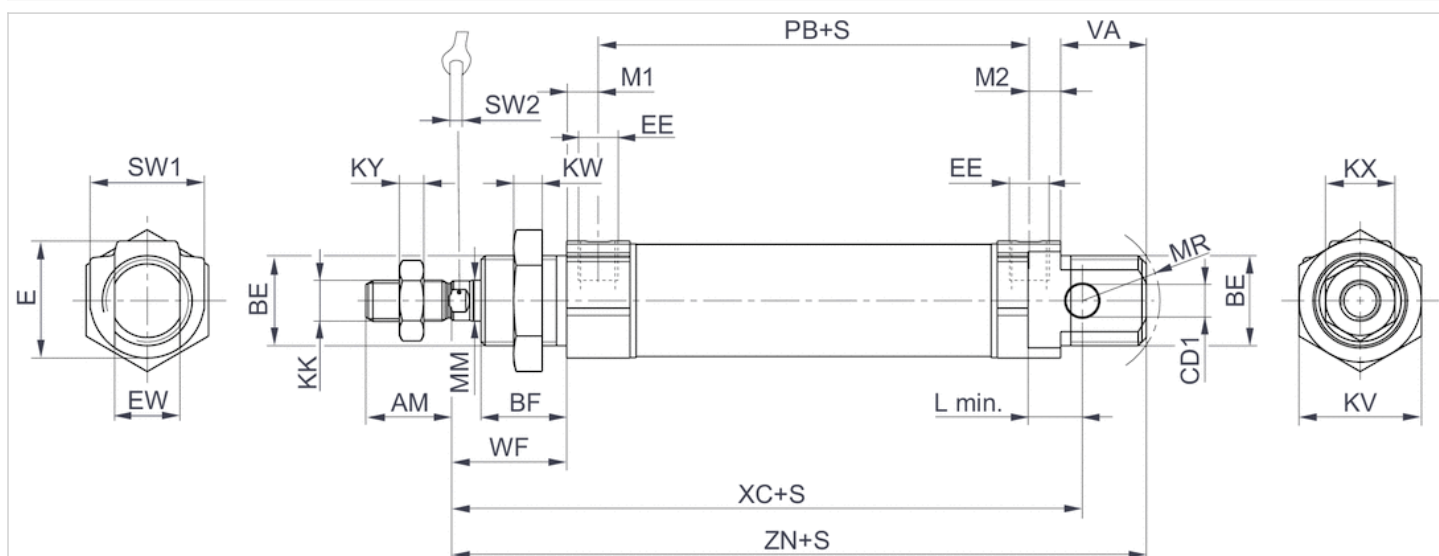 PB+S
VA
M1
M2
SW2
EE
SW1
KY
KW
EE
KX
MR
E
BE
BE
KK
MM
CD1
EW
AM
BF
L min.
KV
WF
XC+S
ZN+S